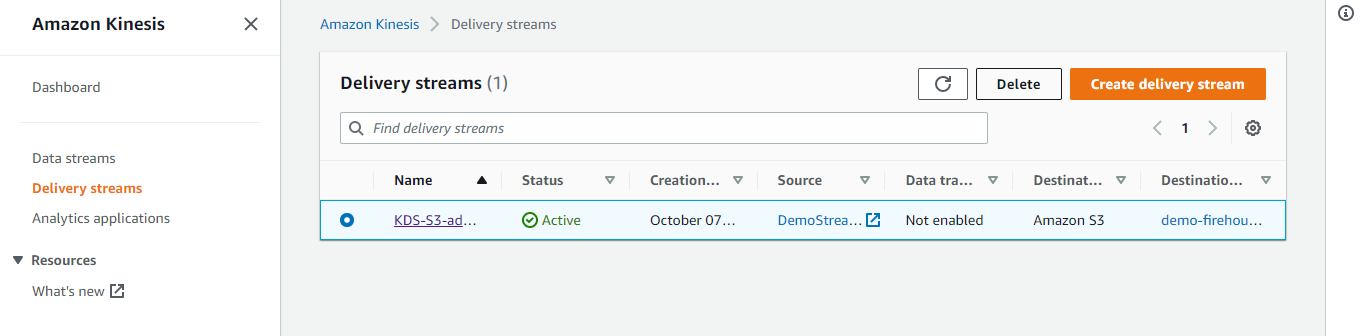 Amazon Kinesis
Dashboard
Data streams
Delivery streams
Analytics applications
Resources
What's new
Amazon Kinesis > Delivery streams
Delivery streams (1)
Delete
Create delivery stream
Find delivery streams
1
Name Status Creation... Source Data tra... Destinat... Destinatio...
KDS-S3-ad... Active October 07... DemoStrea... Not enabled Amazon S3 demo-firehou...